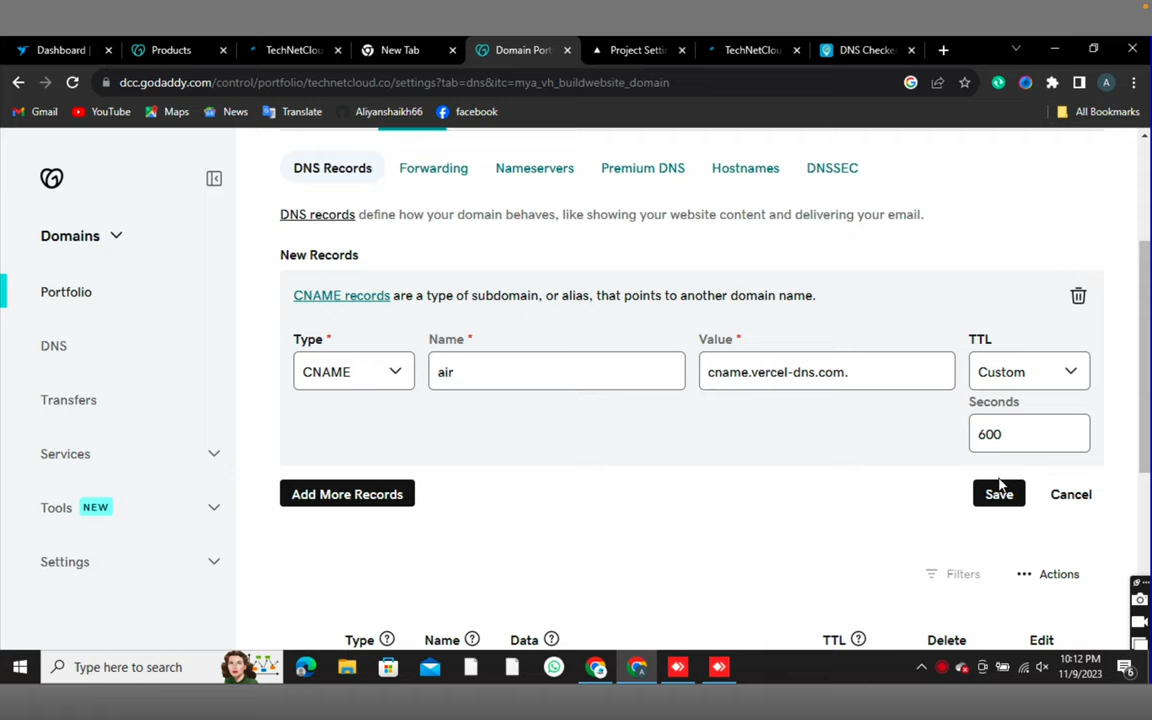 Dashboard
Products
TechNetClou
New Tab
Domain Port
Project Settin
TechNetClou
DNS Checker
dcc.godaddy.com/control/portfolio/technetcloud.co/settings?tab=dns&itc=mya_vh_buildwebsite_domain
A
Gmail
YouTube
Maps
News
Translate
Aliyanshaikh66
facebook
All Bookmarks
DNS Records
Forwarding
Nameservers
Premium DNS
Hostnames
DNSSEC
DNS records define how your domain behaves, like showing your website content and delivering your email.
Domains
Portfolio
DNS
Transfers
Services
Tools NEW
Settings
New Records
CNAME records are a type of subdomain, or alias, that points to another domain name.
Type * Name * Value * TTL
CNAME air cname.vercel-dns.com. Custom
Seconds
600
Add More Records
Save
Cancel
Filters
Actions
Type ? Name ? Data ? TTL ? Delete Edit
Type here to search
10:12 PM
11/9/2023
6